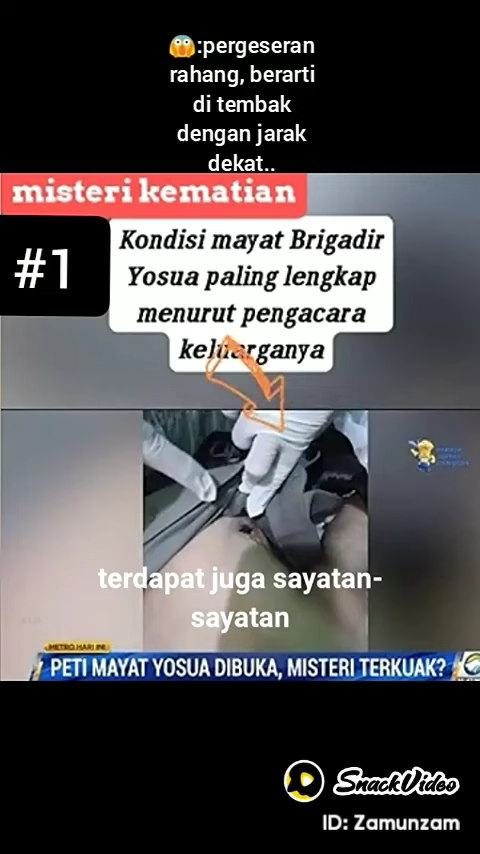 😱:pergeseran
rahang, berarti
di tembak
dengan jarak
dekat..
misteri kematian
#1
Kondisi mayat Brigadir
Yosua paling lengkap
menurut pengacara
keluarganya
terdapat juga sayatan-
sayatan
METRO HARI INI
PETI MAYAT YOSUA DIBUKA, MISTERI TERKUAK?
SnackVideo
ID: Zamunzam